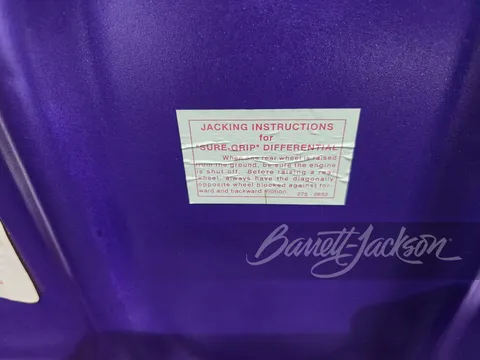 JACKING INSTRUCTIONS
for
"SURE-GRIP" DIFFERENTIAL
When one rear wheel is raised
from the ground, be sure the engine
is shut off. Before raising a rear
wheel, always have the diagonally
opposite wheel blocked against for-
ward and backward motion.
Barrett-Jackson